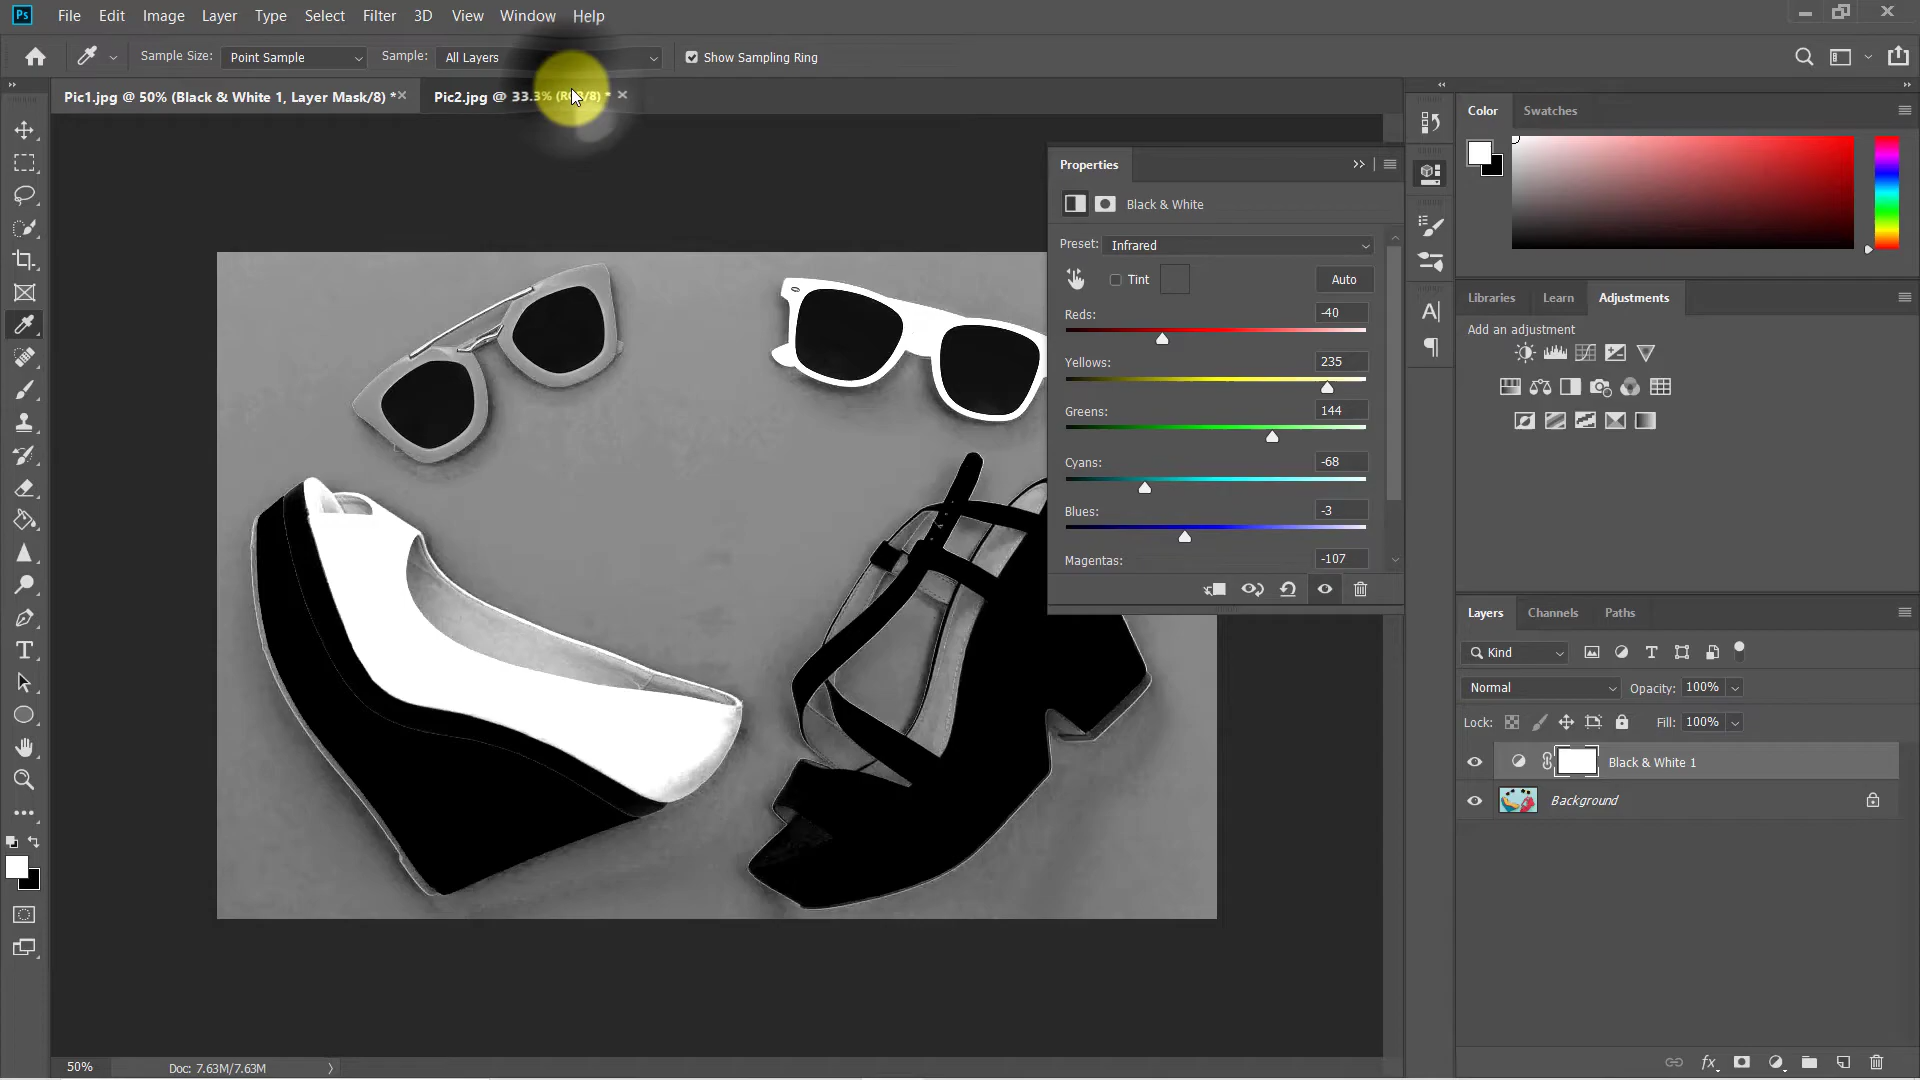 Ps File Edit Image Layer Type Select Filter 3D View Window Help
Sample Size: Point Sample Sample: All Layers Show Sampling Ring
Pic1.jpg @ 50% (Black & White 1, Layer Mask/8) * Pic2.jpg @ 33.3% (RGB/8) *
Color Swatches
Properties
Black & White
Preset: Infrared
Tint Auto
Reds: -40
Yellows: 235
Greens: 144
Cyans: -68
Blues: -3
Magentas: -107
Libraries Learn Adjustments
Add an adjustment
Layers Channels Paths
Kind
Normal Opacity: 100%
Lock: Fill: 100%
Black & White 1
Background
50% Doc: 7.63M/7.63M